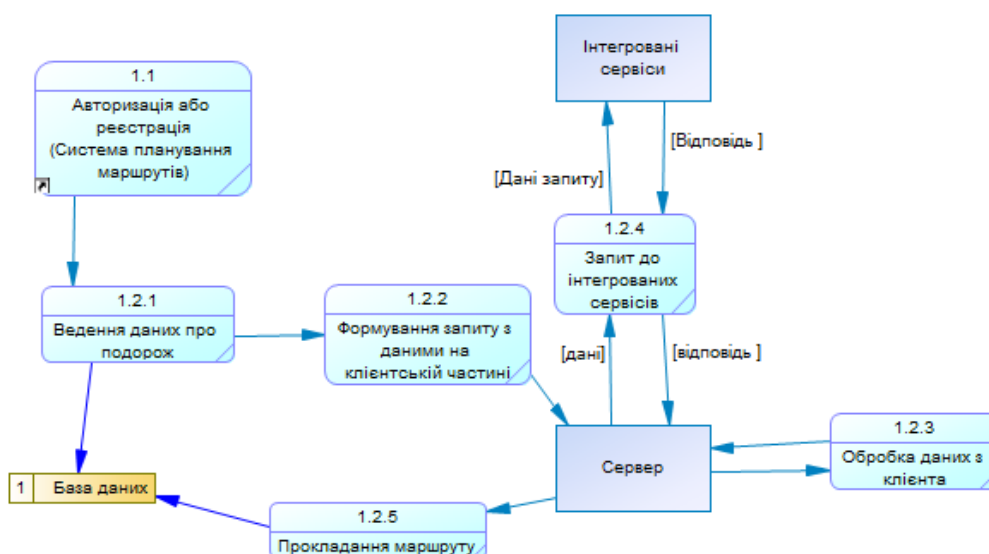 1.1
Авторизація або
реєстрація
(Система планування
маршрутів)
Інтегровані
сервіси
[Дані запиту]
[Відповідь ]
1.2.4
Запит до
інтегрованих
сервісів
1.2.1
Ведення даних про
подорож
1.2.2
Формування запиту з
даними на
клієнтській частині
[дані]
[відповідь ]
Сервер
1.2.3
Обробка даних з
клієнта
1 База даних
1.2.5
Прокладання маршруту